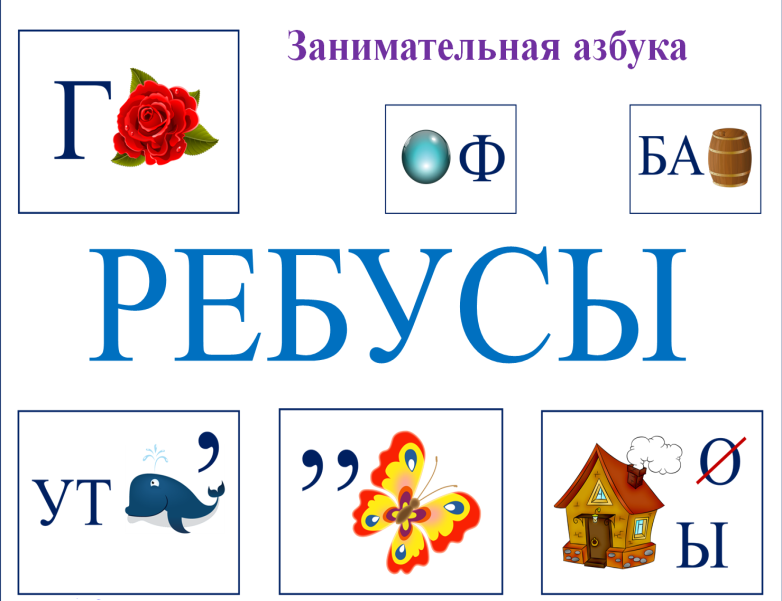 Занимательная азбука
Г
Ф
БА
РЕБУСЫ
УТ ,
,,
О
Ы